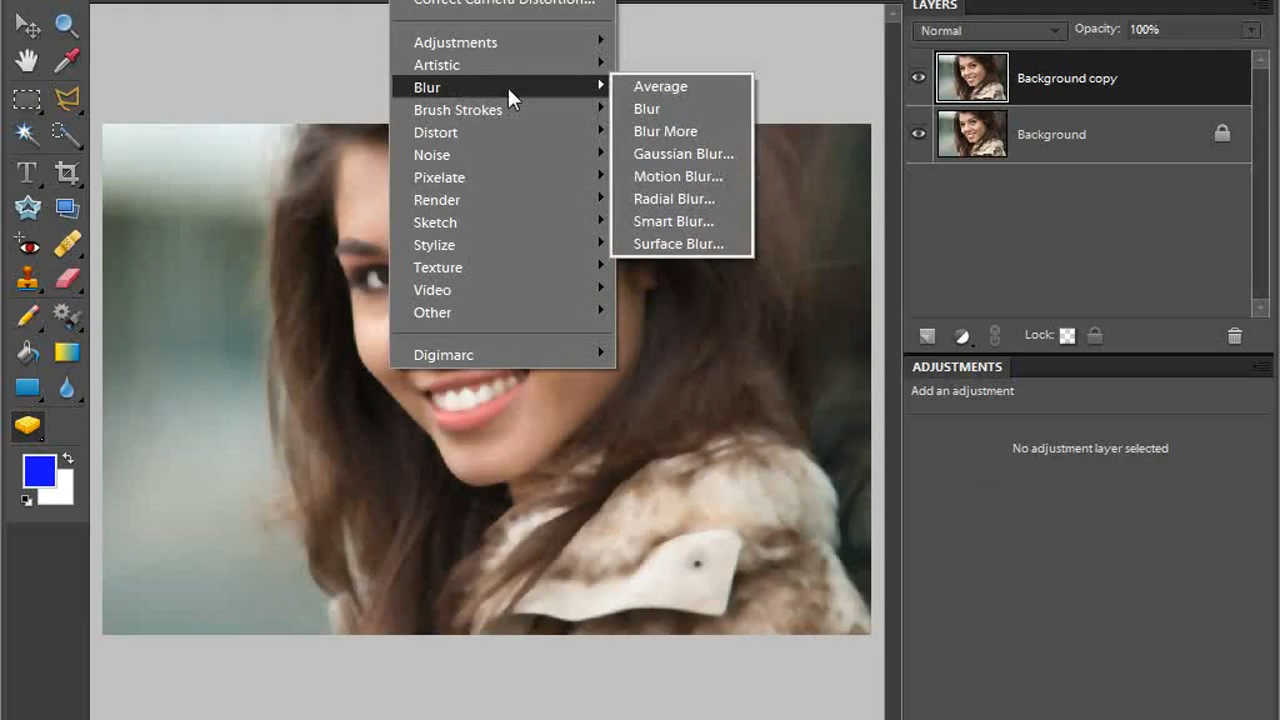 Correct Camera Distortion...
Adjustments
Artistic
Blur
Brush Strokes
Distort
Noise
Pixelate
Render
Sketch
Stylize
Texture
Video
Other
Digimarc
Average
Blur
Blur More
Gaussian Blur...
Motion Blur...
Radial Blur...
Smart Blur...
Surface Blur...
LAYERS
Normal Opacity: 100%
Background copy
Background
Lock:
ADJUSTMENTS
Add an adjustment
No adjustment layer selected